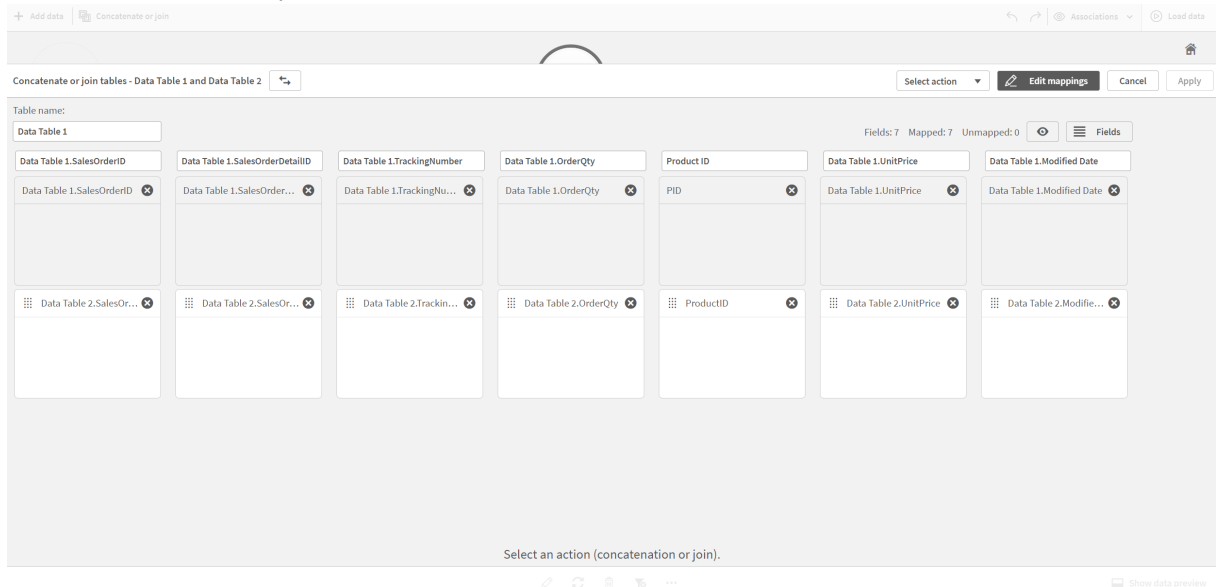 Add data Concatenate or join Associations Load data
Concatenate or join tables - Data Table 1 and Data Table 2 Select action Edit mappings Cancel Apply
Table name:
Data Table 1 Fields: 7 Mapped: 7 Unmapped: 0 Fields
Data Table 1.SalesOrderID Data Table 1.SalesOrderDetailID Data Table 1.TrackingNumber Data Table 1.OrderQty Product ID Data Table 1.UnitPrice Data Table 1.Modified Date
Data Table 1.SalesOrderID Data Table 1.SalesOrder... Data Table 1.TrackingNu... Data Table 1.OrderQty PID Data Table 1.UnitPrice Data Table 1.Modified Date
Data Table 2.SalesOr... Data Table 2.SalesOr... Data Table 2.Trackin... Data Table 2.OrderQty ProductID Data Table 2.UnitPrice Data Table 2.Modifie...
Select an action (concatenation or join).
Show data preview